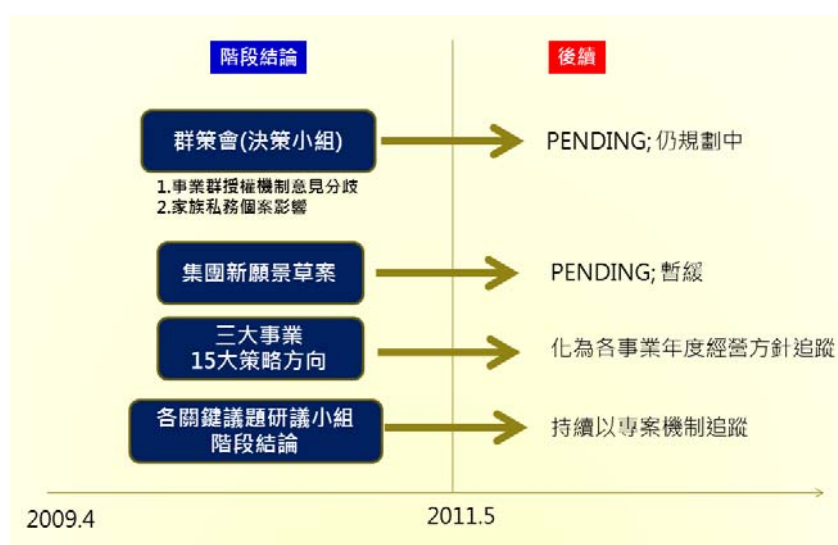 階段結論
後續
群策會(決策小組)
PENDING; 仍規劃中
1.事業群授權機制意見分歧
2.家族私務個案影響
集團新願景草案
PENDING; 暫緩
三大事業
15大策略方向
化為各事業年度經營方針追蹤
各關鍵議題研議小組
階段結論
持續以專案機制追蹤
2009.4
2011.5